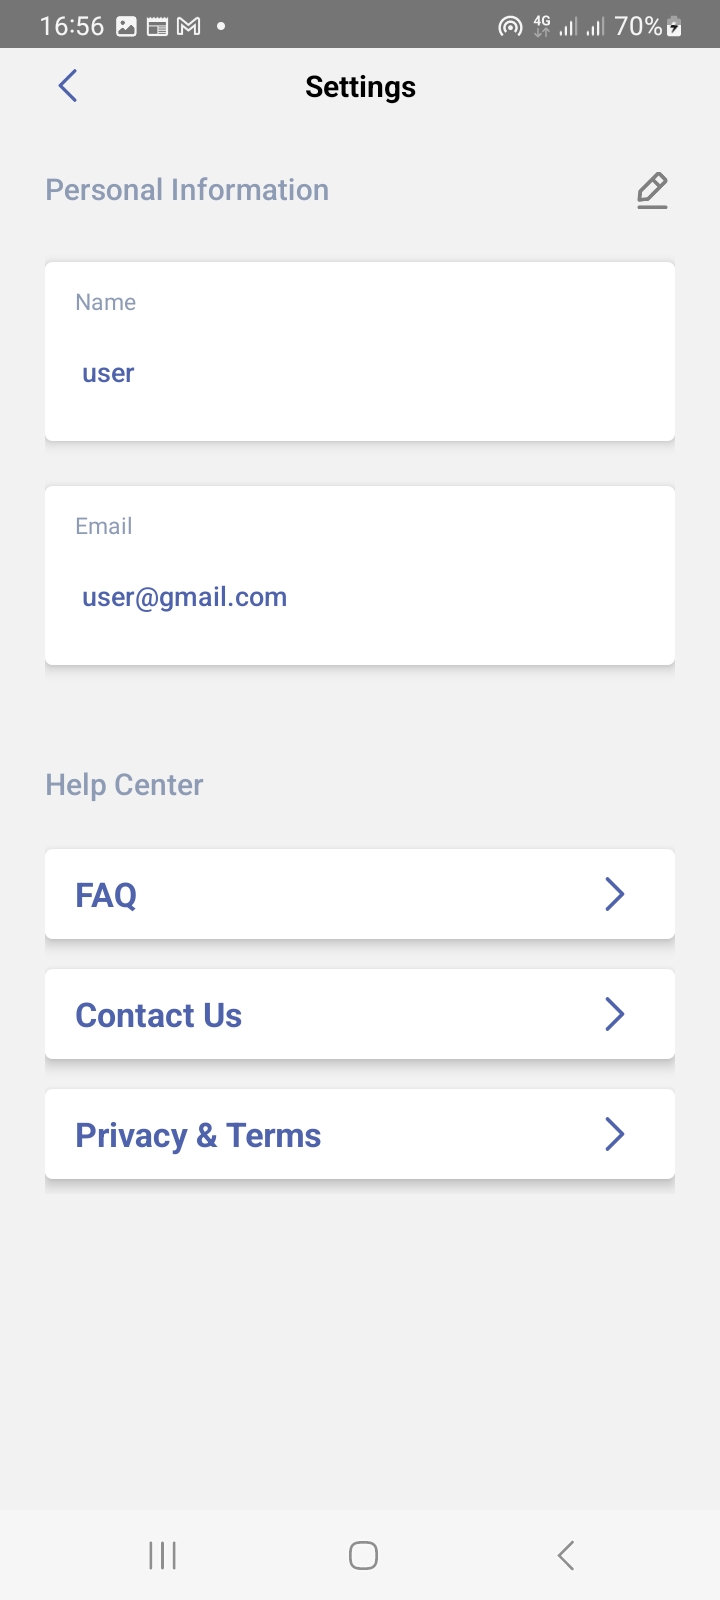 16:56 4G 70%
Settings
Personal Information
Name
user
Email
user@gmail.com
Help Center
FAQ
Contact Us
Privacy & Terms